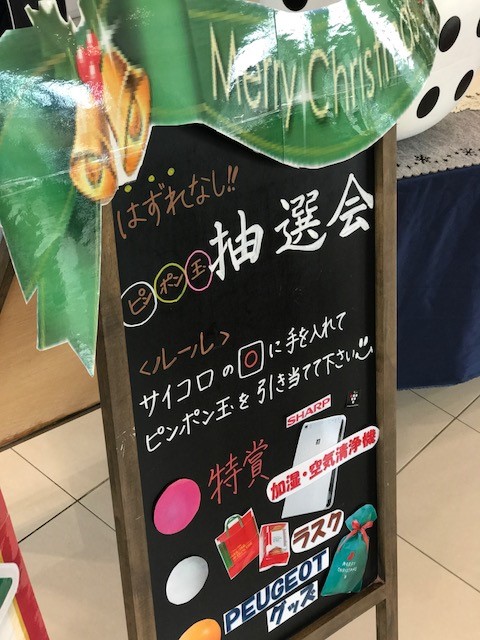 Merry Christm
はずれなし!!
ピンポン玉 抽選会
<ルール>
サイコロの◎に手を入れて
ピンポン玉を引き当てて下さい
SHARP
特賞
加湿・空気清浄機
ラスク
PEUGEOT
グッズ